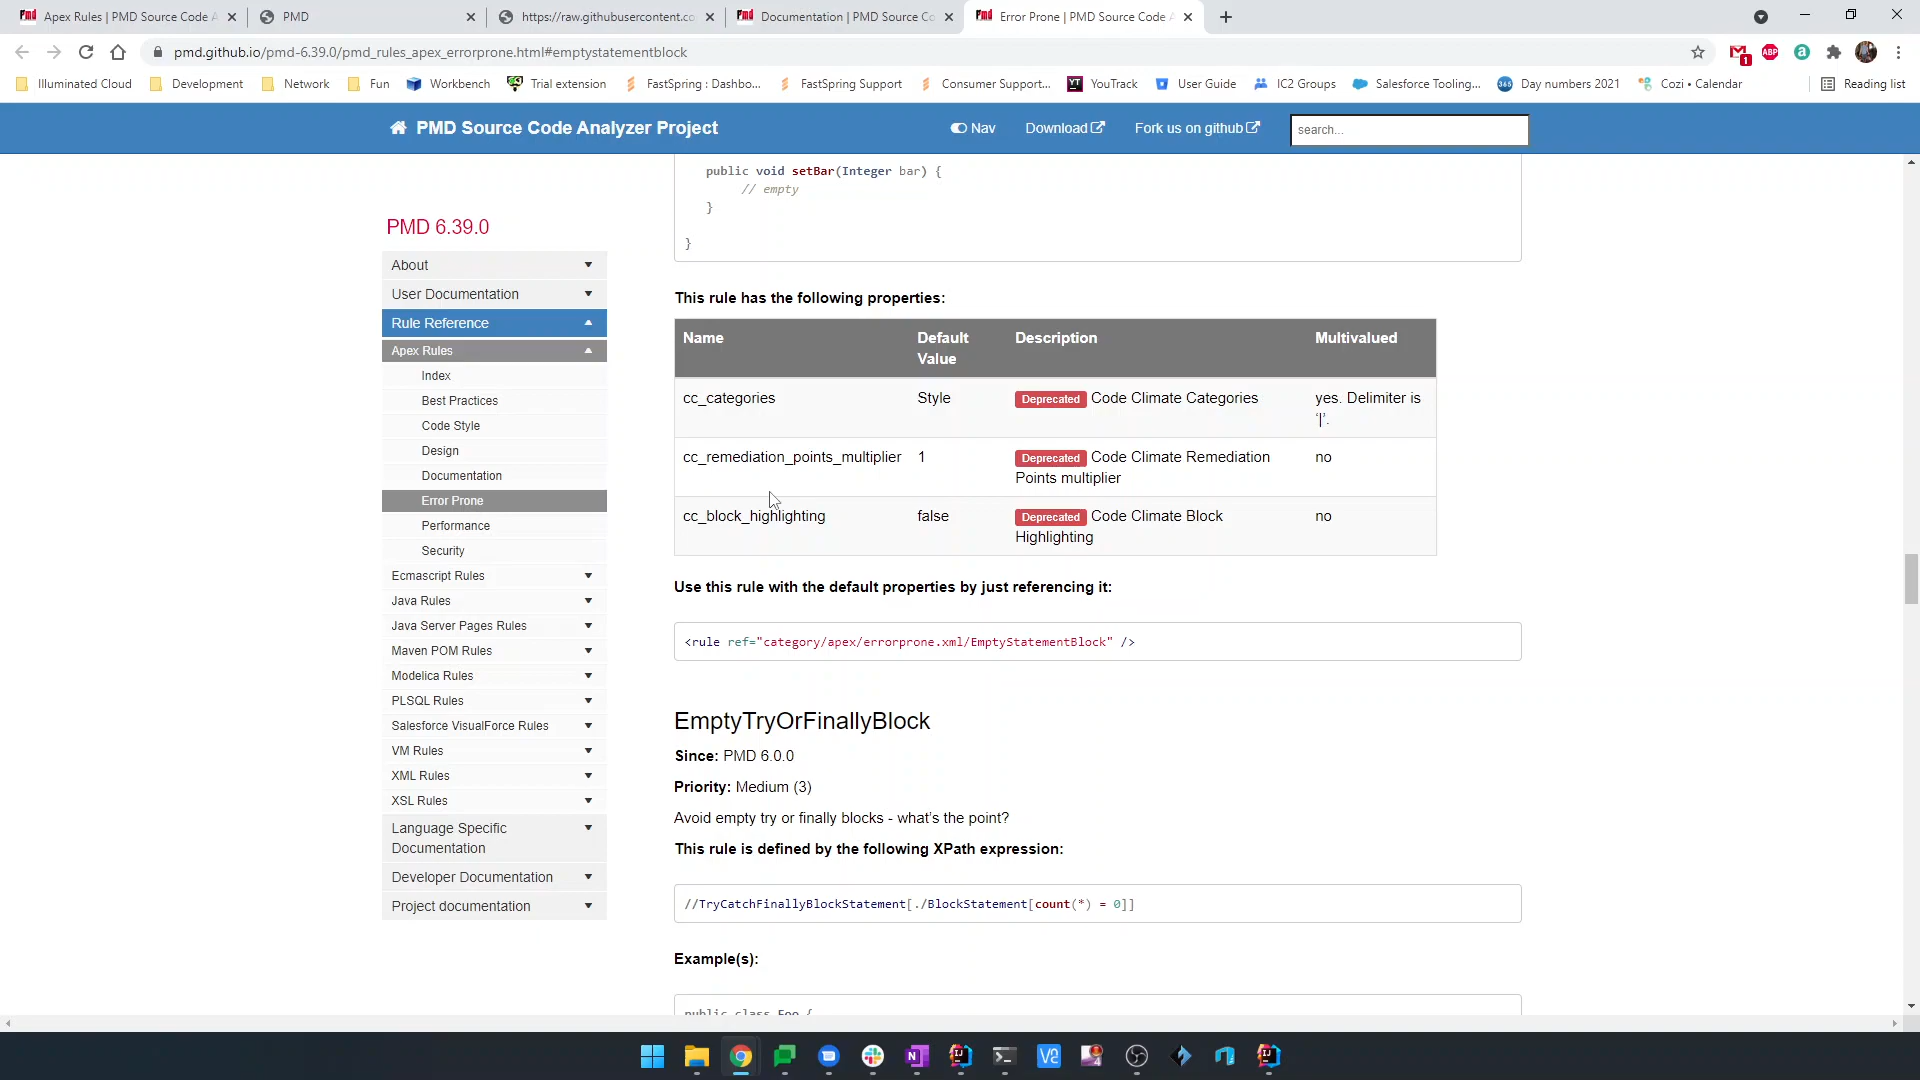 Apex Rules | PMD Source Code A
PMD
https://raw.githubusercontent.co
Documentation | PMD Source Co
Error Prone | PMD Source Code A
pmd.github.io/pmd-6.39.0/pmd_rules_apex_errorprone.html#emptystatementblock
1
ABP
a
Illuminated Cloud
Development
Network
Fun
Workbench
Trial extension
FastSpring : Dashbo...
FastSpring Support
Consumer Support...
YT
YouTrack
User Guide
IC2 Groups
Salesforce Tooling...
365
Day numbers 2021
Cozi • Calendar
Reading list
PMD Source Code Analyzer Project
Nav
Download
Fork us on github
search...
PMD 6.39.0
About
User Documentation
Rule Reference
Apex Rules
Index
Best Practices
Code Style
Design
Documentation
Error Prone
Performance
Security
Ecmascript Rules
Java Rules
Java Server Pages Rules
Maven POM Rules
Modelica Rules
PLSQL Rules
Salesforce VisualForce Rules
VM Rules
XML Rules
XSL Rules
Language Specific
Documentation
Developer Documentation
Project documentation
public void setBar(Integer bar) {
// empty
}
}
This rule has the following properties:
Name Default Value Description Multivalued
cc_categories Style Deprecated Code Climate Categories yes. Delimiter is '|'.
cc_remediation_points_multiplier 1 Deprecated Code Climate Remediation Points multiplier no
cc_block_highlighting false Deprecated Code Climate Block Highlighting no
Use this rule with the default properties by just referencing it:
<rule ref="category/apex/errorprone.xml/EmptyStatementBlock" />
EmptyTryOrFinallyBlock
Since: PMD 6.0.0
Priority: Medium (3)
Avoid empty try or finally blocks - what's the point?
This rule is defined by the following XPath expression:
//TryCatchFinallyBlockStatement[./BlockStatement[count(*) = 0]]
Example(s):
public class Foo {